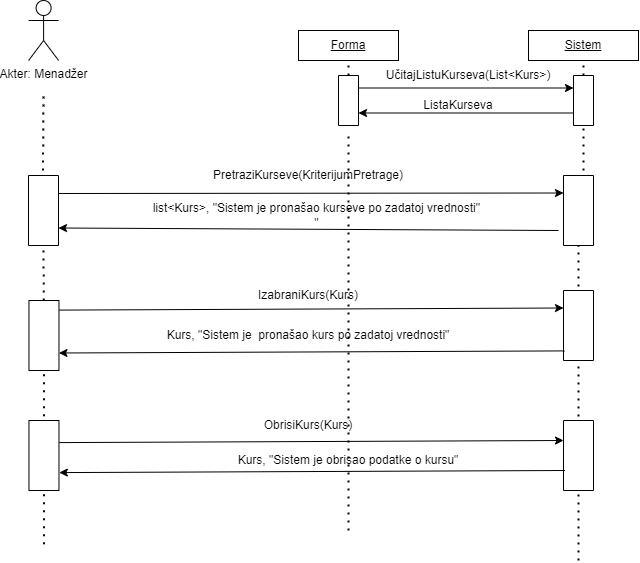 Forma
Sistem
Akter: Menadžer
UčitajListuKurseva(List<Kurs>)
ListaKurseva
PretraziKurseve(KriterijumPretrage)
list<Kurs>, "Sistem je pronašao kurseve po zadatoj vrednosti"
"
IzabraniKurs(Kurs)
Kurs, "Sistem je  pronašao kurs po zadatoj vrednosti"
ObrisiKurs(Kurs)
Kurs, "Sistem je obrisao podatke o kursu"